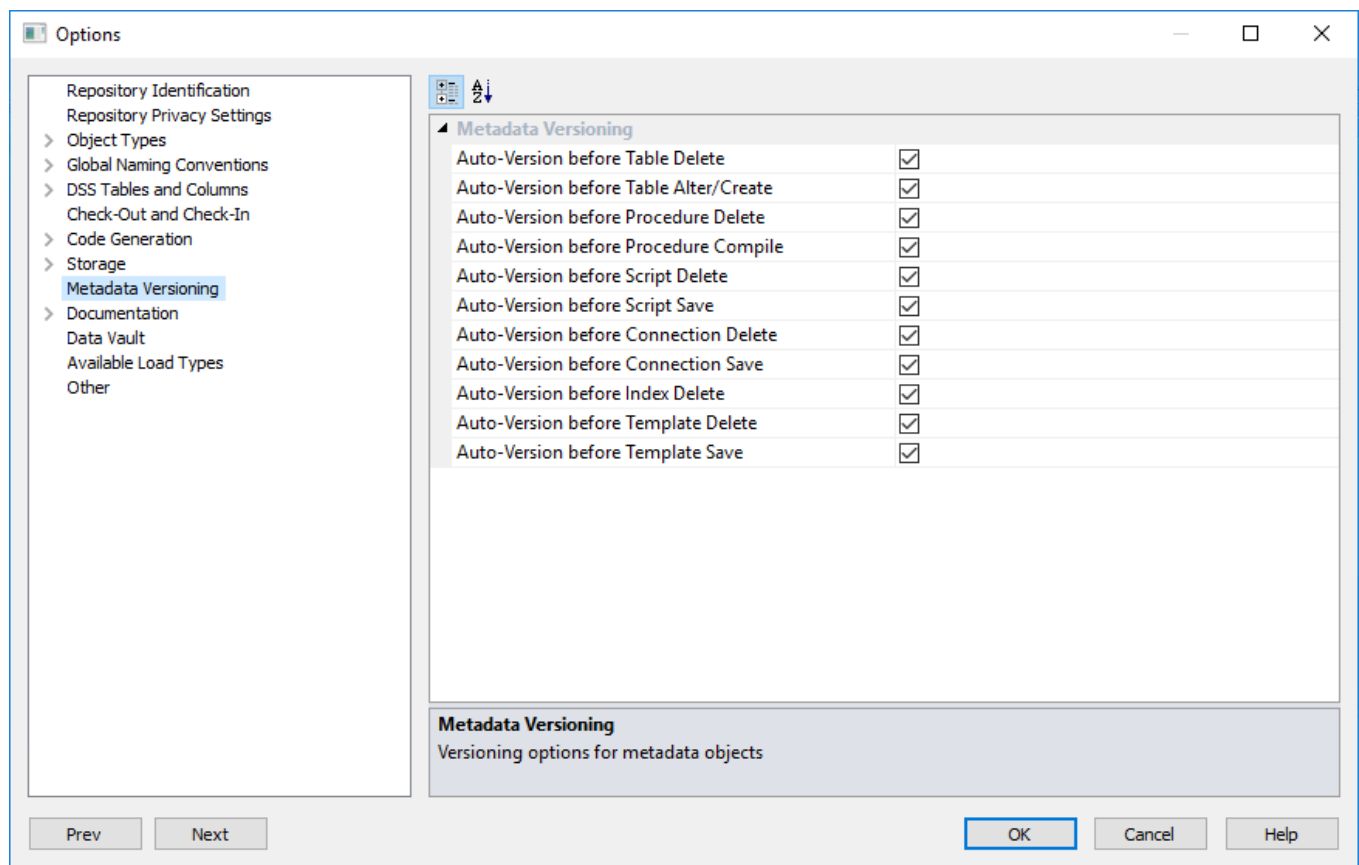 Options
Repository Identification
Repository Privacy Settings
Object Types
Global Naming Conventions
DSS Tables and Columns
Check-Out and Check-In
Code Generation
Storage
Metadata Versioning
Documentation
Data Vault
Available Load Types
Other
A
Z
Metadata Versioning
Auto-Version before Table Delete
Auto-Version before Table Alter/Create
Auto-Version before Procedure Delete
Auto-Version before Procedure Compile
Auto-Version before Script Delete
Auto-Version before Script Save
Auto-Version before Connection Delete
Auto-Version before Connection Save
Auto-Version before Index Delete
Auto-Version before Template Delete
Auto-Version before Template Save
Metadata Versioning
Versioning options for metadata objects
Prev Next OK Cancel Help